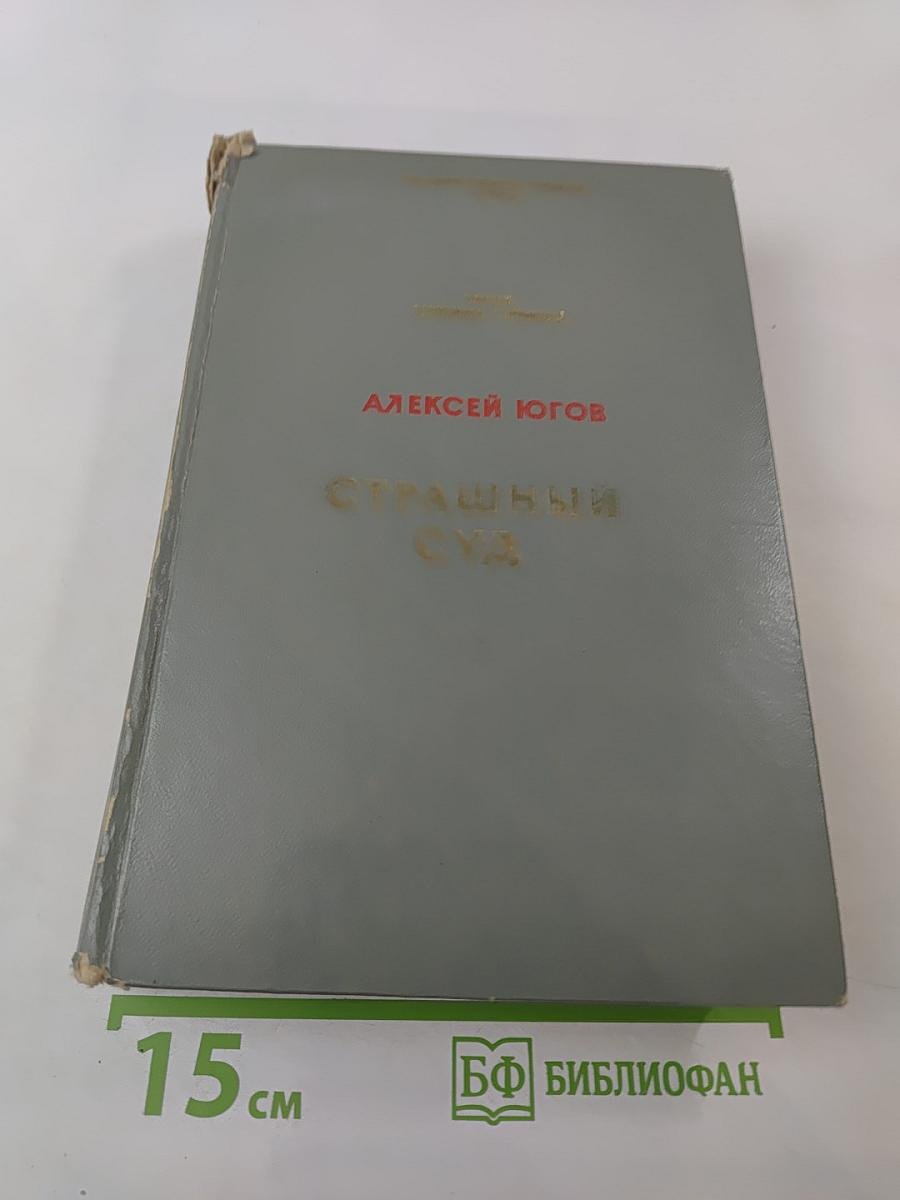 АЛЕКСЕЙ ЮГОВ
СТРАШНЫЙ
СУД
15 см
БФ БИБЛИОФАН